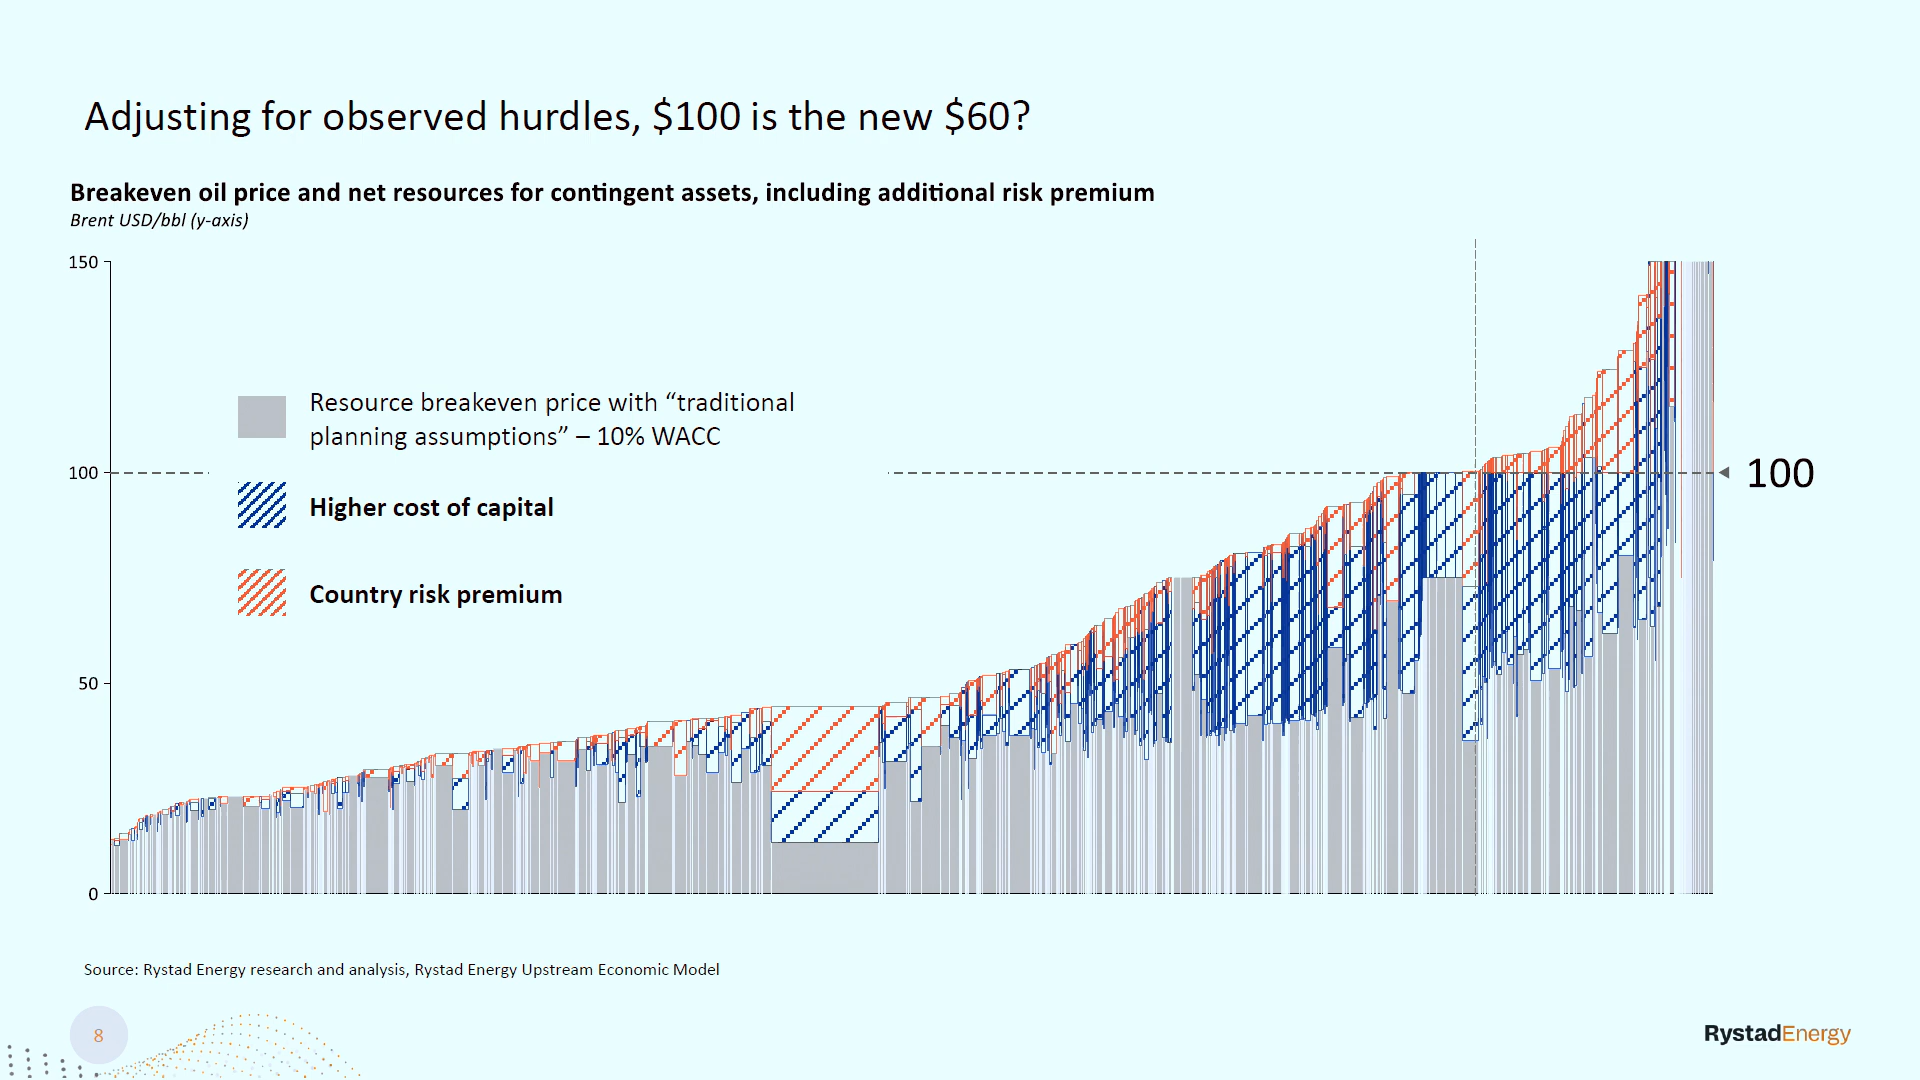 Adjusting for observed hurdles, $100 is the new $60?
Breakeven oil price and net resources for contingent assets, including additional risk premium
Brent USD/bbl (y-axis)
150
100
50
0
Resource breakeven price with “traditional
planning assumptions” – 10% WACC
Higher cost of capital
Country risk premium
100
Source: Rystad Energy research and analysis, Rystad Energy Upstream Economic Model
8
RystadEnergy